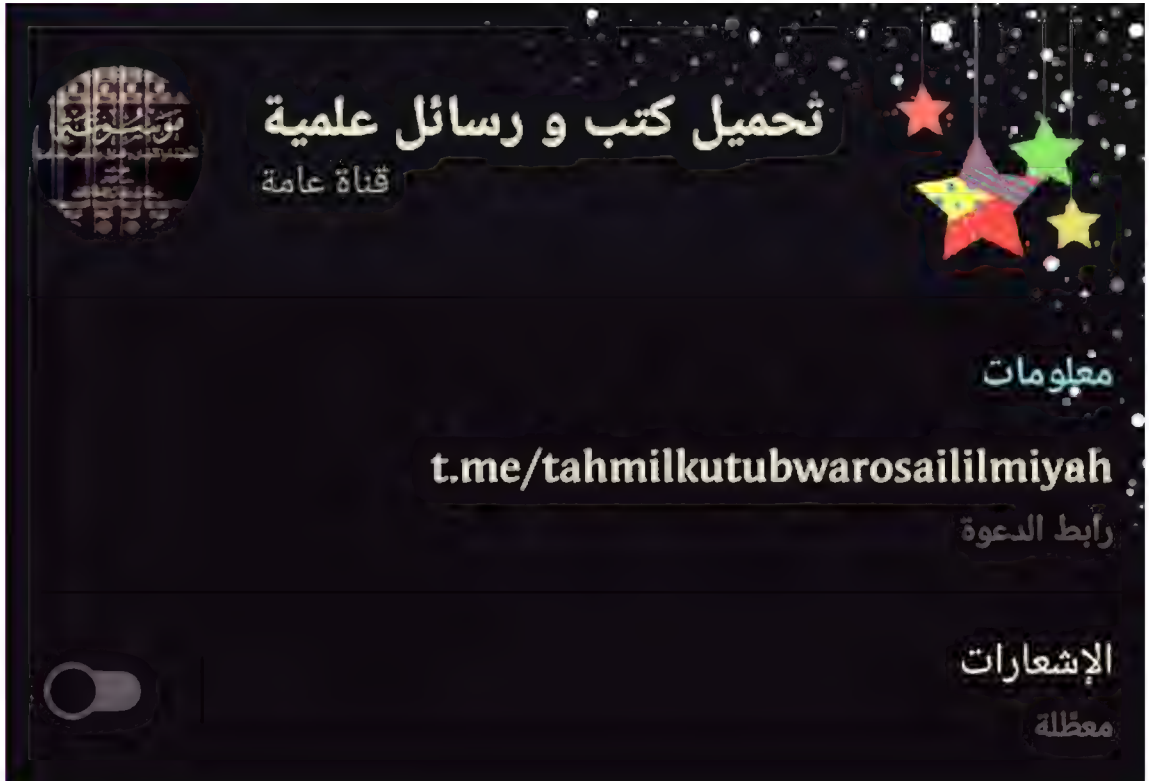 تحميل كتب و رسائل علمية
قناة عامة
معلومات
t.me/tahmilkutubwarosaililmiyah
رابط الدعوة
الإشعارات
معطلة